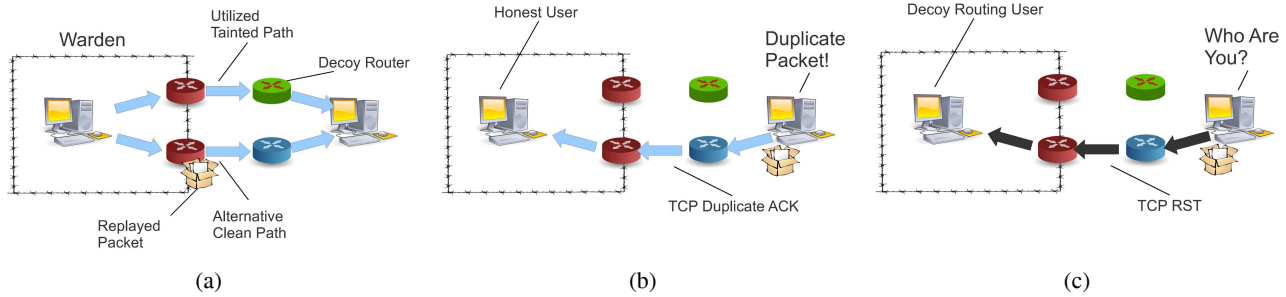 Warden
Utilized
Tainted Path
Decoy Router
Replayed
Packet
Alternative
Clean Path
(a)
Honest User
Duplicate
Packet!
TCP Duplicate ACK
(b)
Decoy Routing User
Who Are
You?
TCP RST
(c)